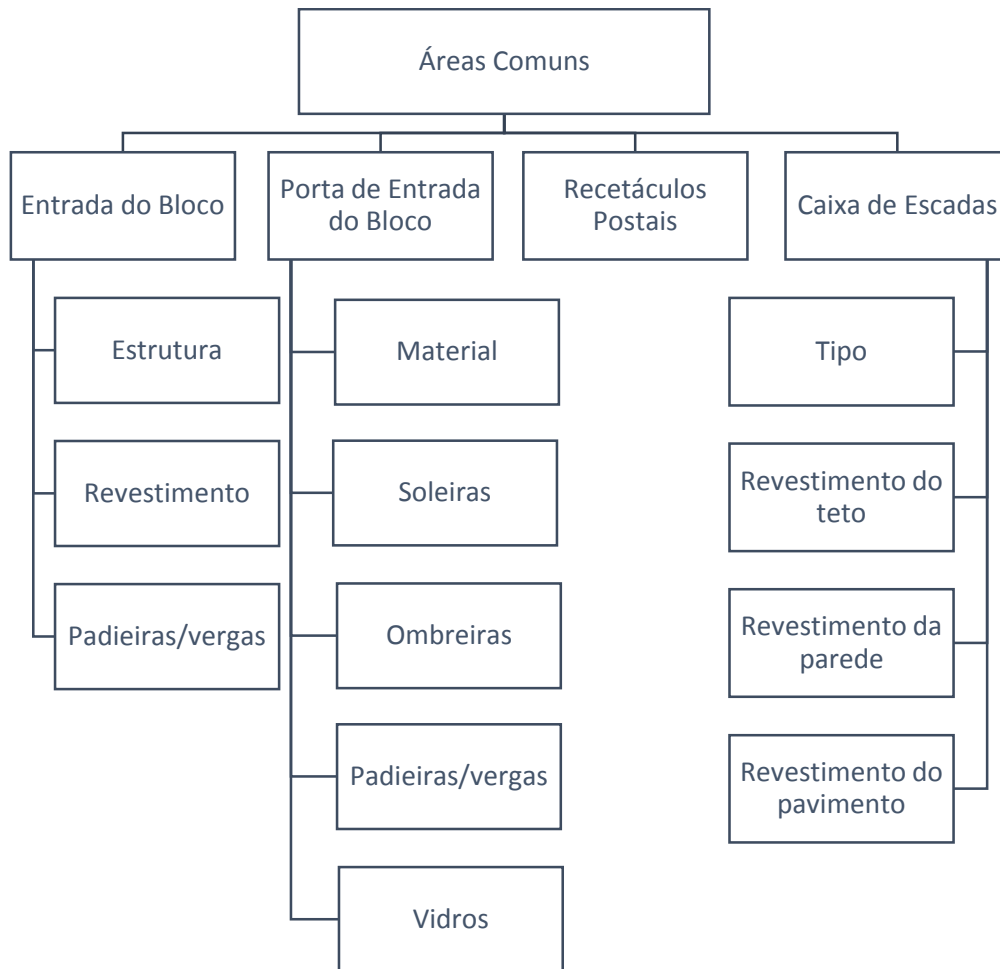 Áreas Comuns
Entrada do Bloco
Porta de Entrada
do Bloco
Recetáculos
Postais
Caixa de Escadas
Estrutura
Revestimento
Padieiras/vergas
Material
Soleiras
Ombreiras
Padieiras/vergas
Vidros
Tipo
Revestimento do
teto
Revestimento da
parede
Revestimento do
pavimento